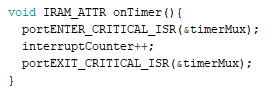 void IRAM_ATTR onTimer(){
  portENTER_CRITICAL_ISR(&timerMux);
  interruptCounter++;
  portEXIT_CRITICAL_ISR(&timerMux);
}